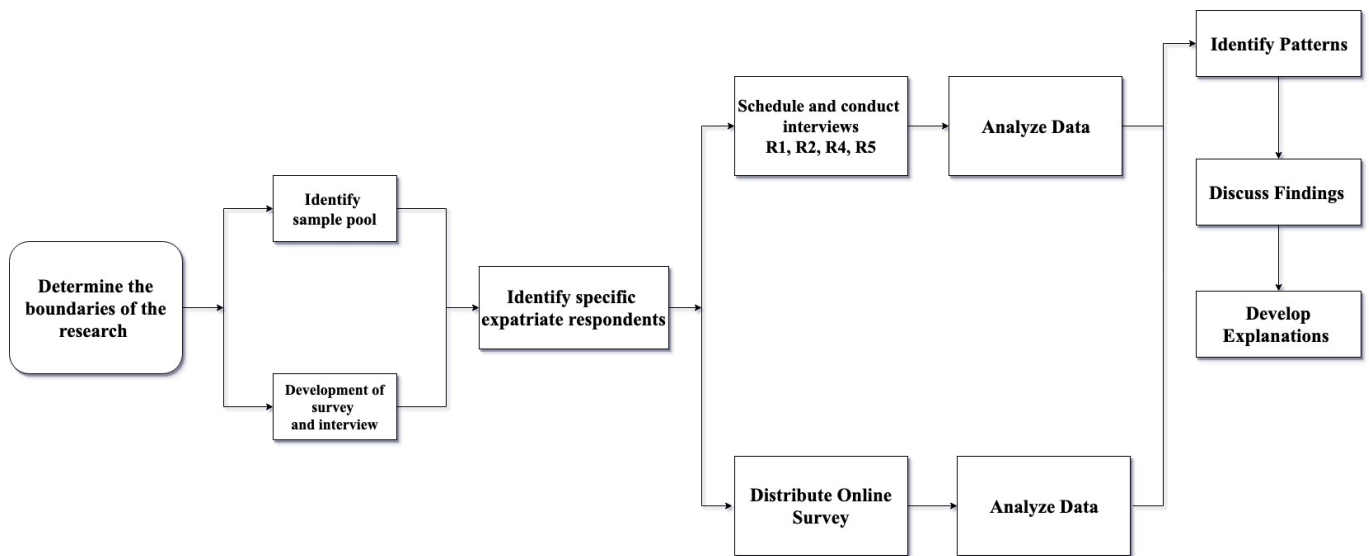 Determine the
boundaries of the
research
Identify
sample pool
Development of
survey
and interview
Identify specific
expatriate respondents
Schedule and conduct
interviews
R1, R2, R4, R5
Analyze Data
Distribute Online
Survey
Analyze Data
Identify Patterns
Discuss Findings
Develop
Explanations